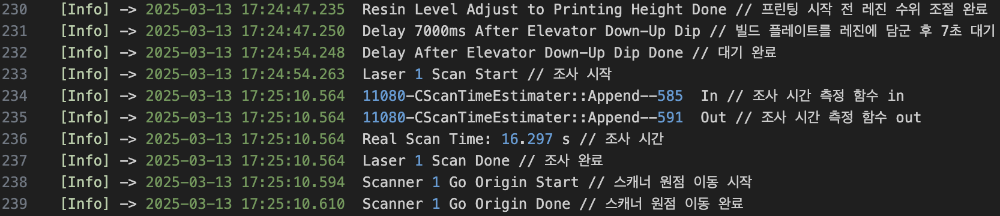 230 [Info] -> 2025-03-13 17:24:47.235 Resin Level Adjust to Printing Height Done // 프린팅 시작 전 레진 수위 조절 완료
231 [Info] -> 2025-03-13 17:24:47.250 Delay 7000ms After Elevator Down-Up Dip // 빌드 플레이트를 레진에 담군 후 7초 대기
232 [Info] -> 2025-03-13 17:24:54.248 Delay After Elevator Down-Up Dip Done // 대기 완료
233 [Info] -> 2025-03-13 17:24:54.263 Laser 1 Scan Start // 조사 시작
234 [Info] -> 2025-03-13 17:25:10.564 11080-CScanTimeEstimater::Append--585 In // 조사 시간 측정 함수 in
235 [Info] -> 2025-03-13 17:25:10.564 11080-CScanTimeEstimater::Append--591 Out // 조사 시간 측정 함수 out
236 [Info] -> 2025-03-13 17:25:10.564 Real Scan Time: 16.297 s // 조사 시간
237 [Info] -> 2025-03-13 17:25:10.564 Laser 1 Scan Done // 조사 완료
238 [Info] -> 2025-03-13 17:25:10.594 Scanner 1 Go Origin Start // 스캐너 원점 이동 시작
239 [Info] -> 2025-03-13 17:25:10.610 Scanner 1 Go Origin Done // 스캐너 원점 이동 완료